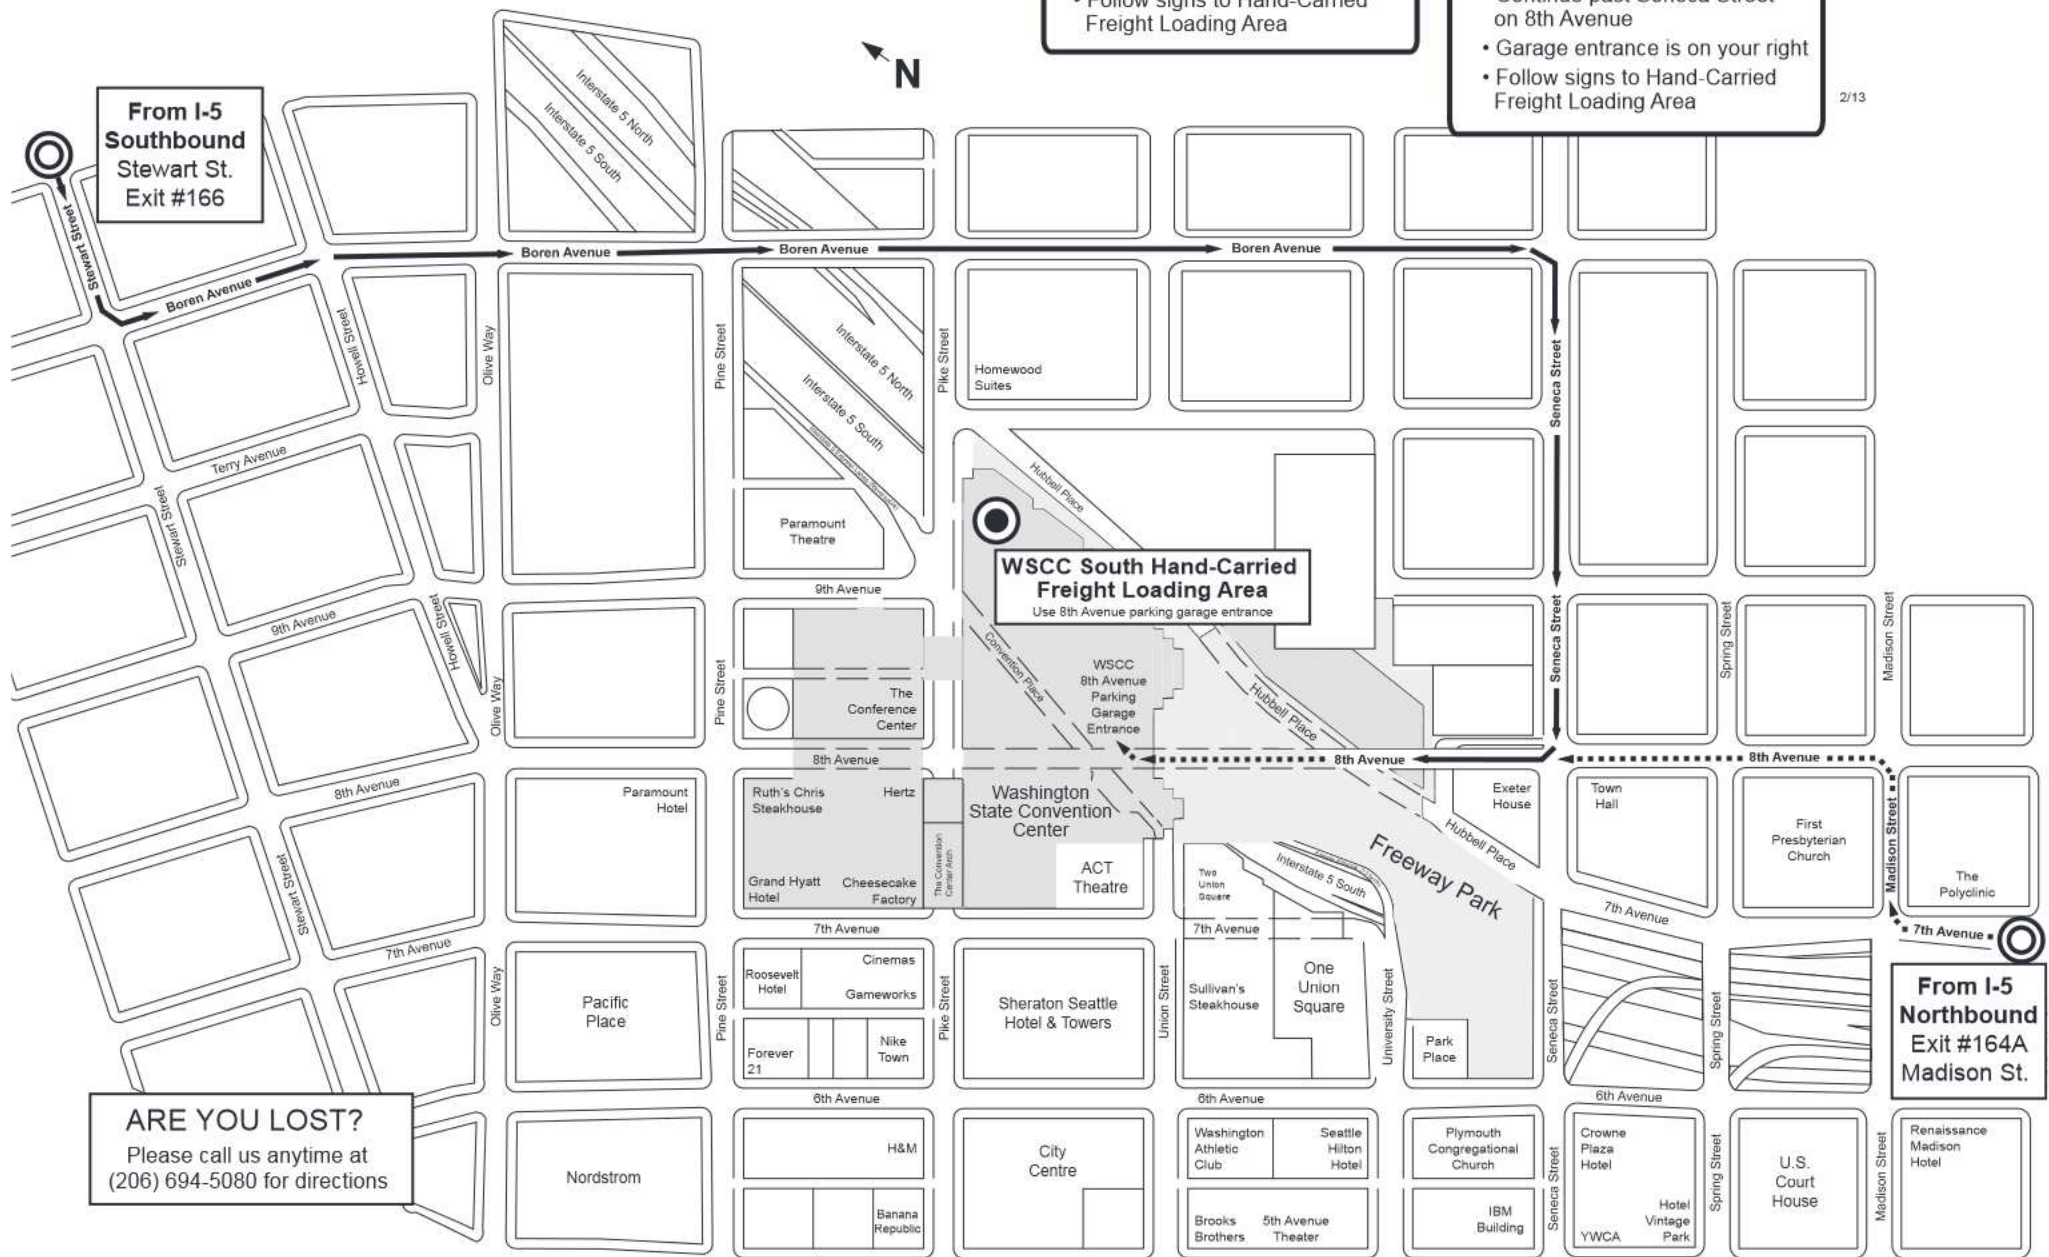 • Follow signs to Hand-Carried
Freight Loading Area
Continue past Seneca Street
on 8th Avenue
• Garage entrance is on your right
• Follow signs to Hand-Carried
Freight Loading Area
2/13
N
From I-5
Southbound
Stewart St.
Exit #166
Interstate 5 North
Interstate 5 South
Stewart Street
Boren Avenue
Boren Avenue
Boren Avenue
Boren Avenue
Howell Street
Olive Way
Pine Street
Interstate 5 North
Interstate 5 South
Pike Street
Homewood
Suites
Seneca Street
Terry Avenue
Stewart Street
Hubbell Place
Paramount
Theatre
WSCC South Hand-Carried
Freight Loading Area
Use 8th Avenue parking garage entrance
9th Avenue
9th Avenue
Howell Street
Olive Way
Pine Street
The
Conference
Center
Convention Place
WSCC
8th Avenue
Parking
Garage
Entrance
Hubbell Place
Seneca Street
Spring Street
Madison Street
8th Avenue
8th Avenue
8th Avenue
8th Avenue
Paramount
Hotel
Ruth's Chris
Steakhouse
Hertz
Washington
State Convention
Center
Exeter
House
Town
Hall
First
Presbyterian
Church
Madison Street
The
Polyclinic
Stewart Street
Grand Hyatt
Hotel
Cheesecake
Factory
The Convention
Center Arch
ACT
Theatre
Two
Union
Square
Interstate 5 South
Freeway Park
Hubbell Place
7th Avenue
7th Avenue
7th Avenue
7th Avenue
7th Avenue
From I-5
Northbound
Exit #164A
Madison St.
Olive Way
Pacific
Place
Pine Street
Roosevelt
Hotel
Cinemas
Gameworks
Forever
21
Nike
Town
Pike Street
Sheraton Seattle
Hotel & Towers
Union Street
Sullivan's
Steakhouse
One
Union
Square
University Street
Park
Place
Seneca Street
Spring Street
6th Avenue
6th Avenue
6th Avenue
ARE YOU LOST?
Please call us anytime at
(206) 694-5080 for directions
Nordstrom
H&M
Banana
Republic
City
Centre
Washington
Athletic
Club
Seattle
Hilton
Hotel
Brooks
Brothers
5th Avenue
Theater
Plymouth
Congregational
Church
IBM
Building
Seneca Street
Crowne
Plaza
Hotel
YWCA
Hotel
Vintage
Park
Spring Street
U.S.
Court
House
Madison Street
Renaissance
Madison
Hotel